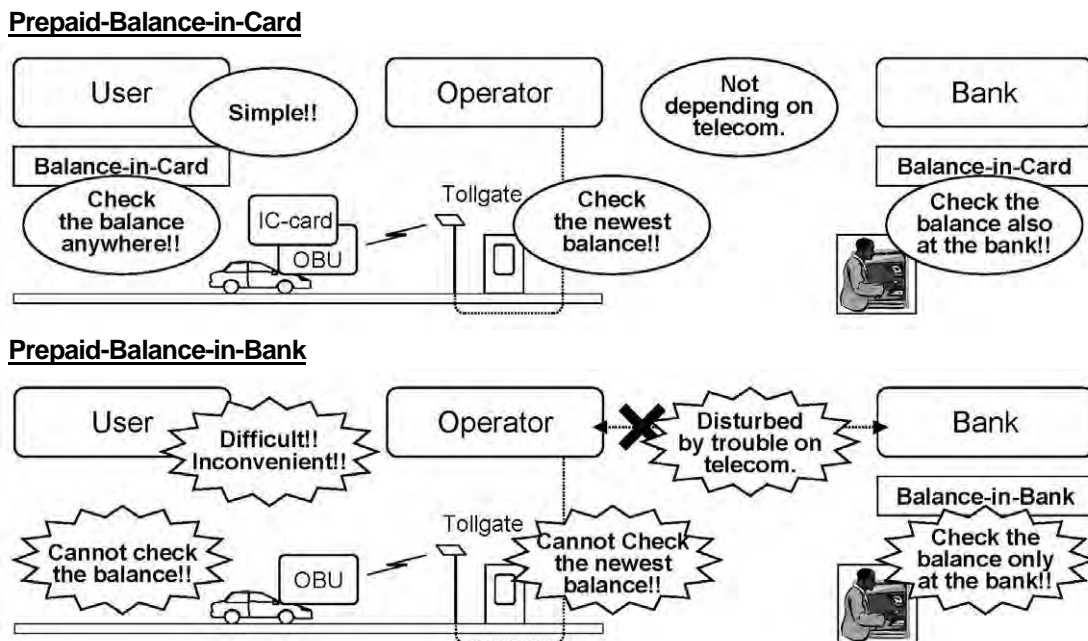 Prepaid-Balance-in-Card
User
Simple!!
Operator
Not
depending on
telecom.
Bank
Balance-in-Card
Balance-in-Card
Check
the balance
anywhere!!
IC-card
OBU
Tollgate
Check
the newest
balance!!
Check the
balance also
at the bank!!
Prepaid-Balance-in-Bank
User
Difficult!!
Inconvenient!!
Operator
Disturbed
by trouble on
telecom.
Bank
Balance-in-Bank
Cannot check
the balance!!
OBU
Tollgate
Cannot Check
the newest
balance!!
Check the
balance only
at the bank!!